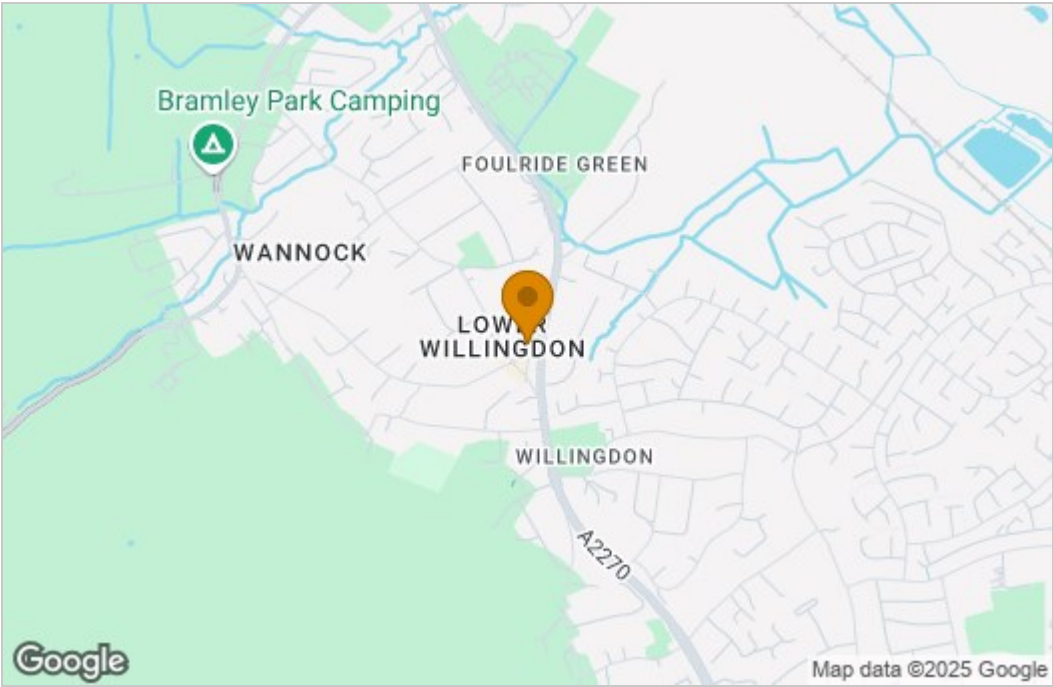 Bramley Park Camping
FOULRIDE GREEN
WANNOCK
LOWER
WILLINGDON
WILLINGDON
A2270
Google
Map data ©2025 Google